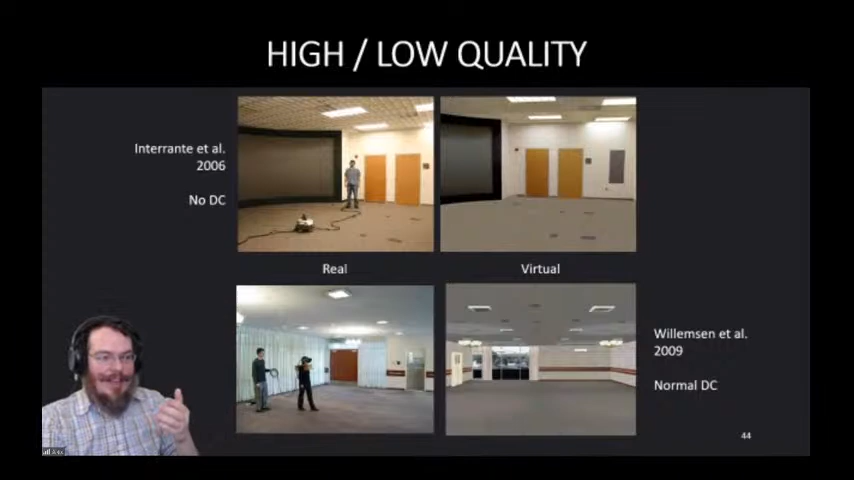 HIGH / LOW QUALITY
Interrante et al.
2006
No DC
Real
Virtual
Willemsen et al.
2009
Normal DC
44